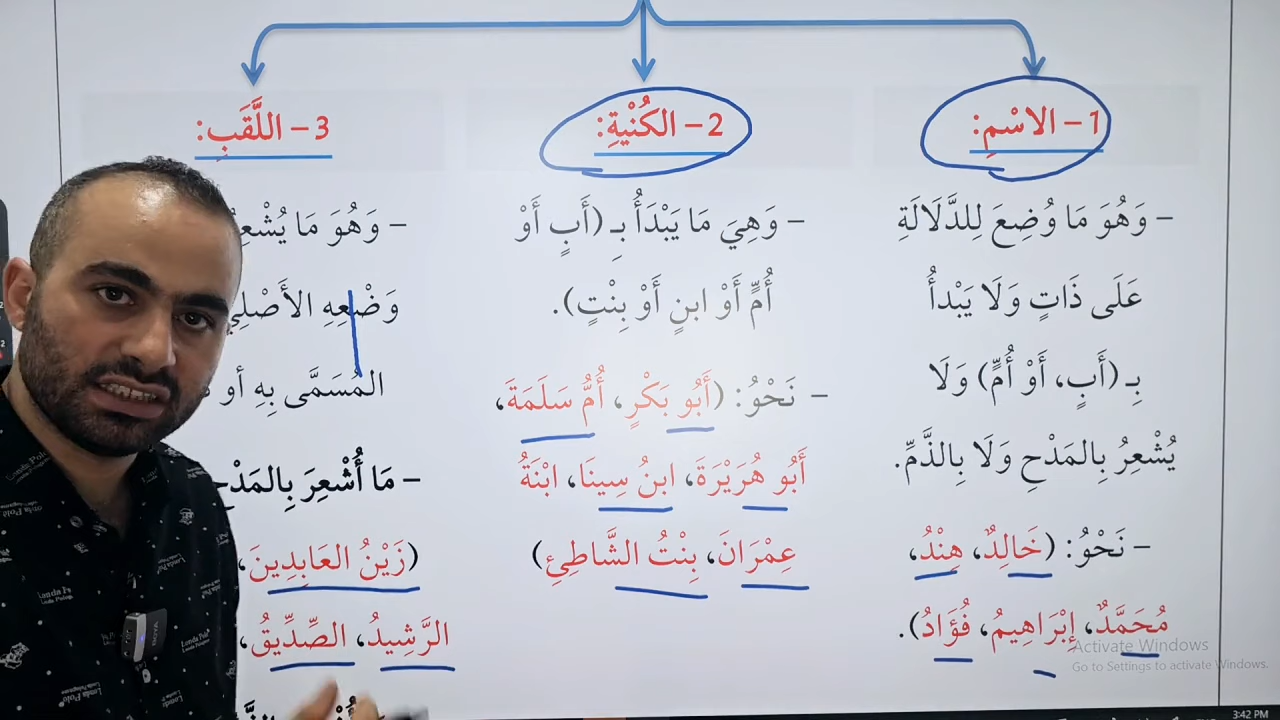 1 – الاسْمِ:
– وَهُوَ مَا وُضِعَ لِلدَّلَالَةِ
عَلَى ذَاتٍ وَلَا يَبْدأُ
بِـ (أَبٍ، أَوْ أُمٍّ) وَلَا
يُشْعِرُ بِالمَدْحِ وَلَا بِالذَّمِّ.
– نَحْوُ: (خَالِدٌ، هِنْدُ،
مُحَمَّدٌ، إِبْرَاهِيمُ، فُؤَادُ).
2 – الكُنْيَةِ:
– وَهِيَ مَا يَبْدَأُ بِـ (أَبٍ أَوْ
أُمٍّ أَوْ ابنٍ أَوْ بِنْتٍ).
– نَحْوُ: (أَبُو بَكْرٍ، أُمُّ سَلَمَةَ،
أَبُو هُرَيْرَةَ، ابنُ سِينَا، ابْنَةُ
عِمْرَانَ، بِنْتُ الشَّاطِئِ)
3 – اللَّقَبِ:
– وَهُوَ مَا
وَضْعِهِ الأَصْلِي
المُسَمَّى بِهِ أو
– مَا أُشْعِرَ بِالمَدْحِ
(زَيْنُ العَابِدِينَ،
الرَّشِيدُ، الصِّدِّيقُ،
Activate Windows
Go to Settings to activate Windows.
3:42 PM